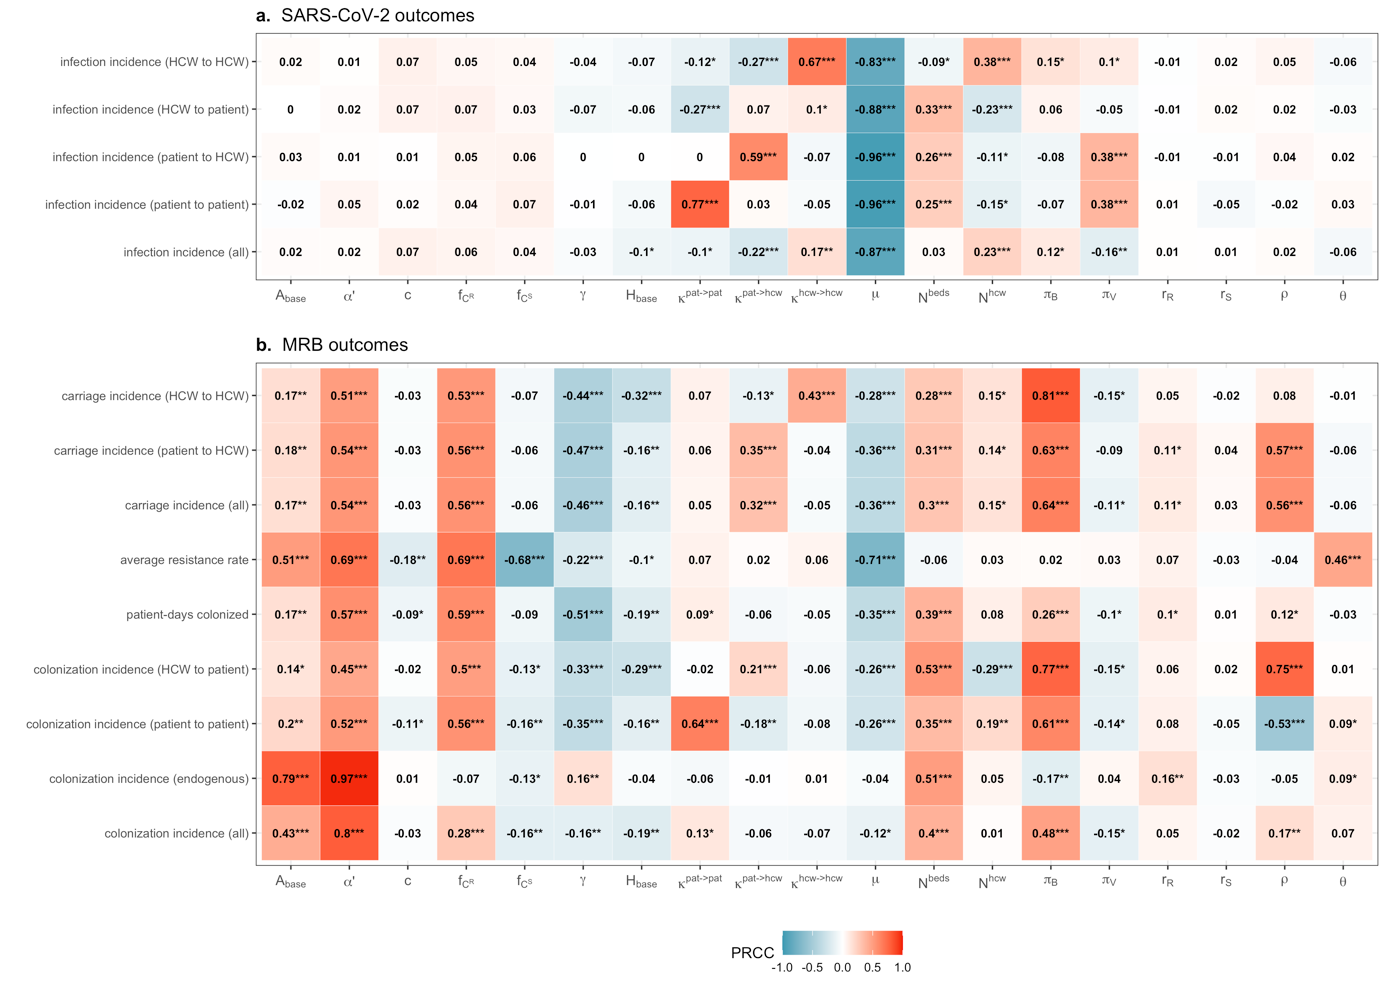 a. SARS-CoV-2 outcomes
infection incidence (HCW to HCW) 0.02 0.01 0.07 0.05 0.04 -0.04 -0.07 -0.12* -0.27*** 0.67*** -0.83*** -0.09* 0.38*** 0.15* 0.1* -0.01 0.02 0.05 -0.06
infection incidence (HCW to patient) 0 0.02 0.07 0.07 0.03 -0.07 -0.06 -0.27*** 0.07 0.1* -0.88*** 0.33*** -0.23*** 0.06 -0.05 -0.01 0.02 0.02 -0.03
infection incidence (patient to HCW) 0.03 0.01 0.01 0.05 0.06 0 0 0 0.59*** -0.07 -0.96*** 0.26*** -0.11* -0.08 0.38*** -0.01 -0.01 0.04 0.02
infection incidence (patient to patient) -0.02 0.05 0.02 0.04 0.07 -0.01 -0.06 0.77*** 0.03 -0.05 -0.96*** 0.25*** -0.15* -0.07 0.38*** 0.01 -0.05 -0.02 0.03
infection incidence (all) 0.02 0.02 0.07 0.06 0.04 -0.03 -0.1* -0.1* -0.22*** 0.17** -0.87*** 0.03 0.23*** 0.12* -0.16** 0.01 0.01 0.02 -0.06
A_base α' c f_C^R f_C^S γ H_base κ^pat->pat κ^pat->hcw κ^hcw->hcw μ N^beds N^hcw π_B π_V r_R r_S ρ θ
b. MRB outcomes
carriage incidence (HCW to HCW) 0.17** 0.51*** -0.03 0.53*** -0.07 -0.44*** -0.32*** 0.07 -0.13* 0.43*** -0.28*** 0.28*** 0.15* 0.81*** -0.15* 0.05 -0.02 0.08 -0.01
carriage incidence (patient to HCW) 0.18** 0.54*** -0.03 0.56*** -0.06 -0.47*** -0.16** 0.06 0.35*** -0.04 -0.36*** 0.31*** 0.14* 0.63*** -0.09 0.11* 0.04 0.57*** -0.06
carriage incidence (all) 0.17** 0.54*** -0.03 0.56*** -0.06 -0.46*** -0.16** 0.05 0.32*** -0.05 -0.36*** 0.3*** 0.15* 0.64*** -0.11* 0.11* 0.03 0.56*** -0.06
average resistance rate 0.51*** 0.69*** -0.18** 0.69*** -0.68*** -0.22*** -0.1* 0.07 0.02 0.06 -0.71*** -0.06 0.03 0.02 0.03 0.07 -0.03 -0.04 0.46***
patient-days colonized 0.17** 0.57*** -0.09* 0.59*** -0.09 -0.51*** -0.19** 0.09* -0.06 -0.05 -0.35*** 0.39*** 0.08 0.26*** -0.1* 0.1* 0.01 0.12* -0.03
colonization incidence (HCW to patient) 0.14* 0.45*** -0.02 0.5*** -0.13* -0.33*** -0.29*** -0.02 0.21*** -0.06 -0.26*** 0.53*** -0.29*** 0.77*** -0.15* 0.06 0.02 0.75*** 0.01
colonization incidence (patient to patient) 0.2** 0.52*** -0.11* 0.56*** -0.16** -0.35*** -0.16** 0.64*** -0.18** -0.08 -0.26*** 0.35*** 0.19** 0.61*** -0.14* 0.08 -0.05 -0.53*** 0.09*
colonization incidence (endogenous) 0.79*** 0.97*** 0.01 -0.07 -0.13* 0.16** -0.04 -0.06 -0.01 0.01 -0.04 0.51*** 0.05 -0.17** 0.04 0.16** -0.03 -0.05 0.09*
colonization incidence (all) 0.43*** 0.8*** -0.03 0.28*** -0.16** -0.16** -0.19** 0.13* -0.06 -0.07 -0.12* 0.4*** 0.01 0.48*** -0.15* 0.05 -0.02 0.17** 0.07
A_base α' c f_C^R f_C^S γ H_base κ^pat->pat κ^pat->hcw κ^hcw->hcw μ N^beds N^hcw π_B π_V r_R r_S ρ θ
PRCC
-1.0 -0.5 0.0 0.5 1.0